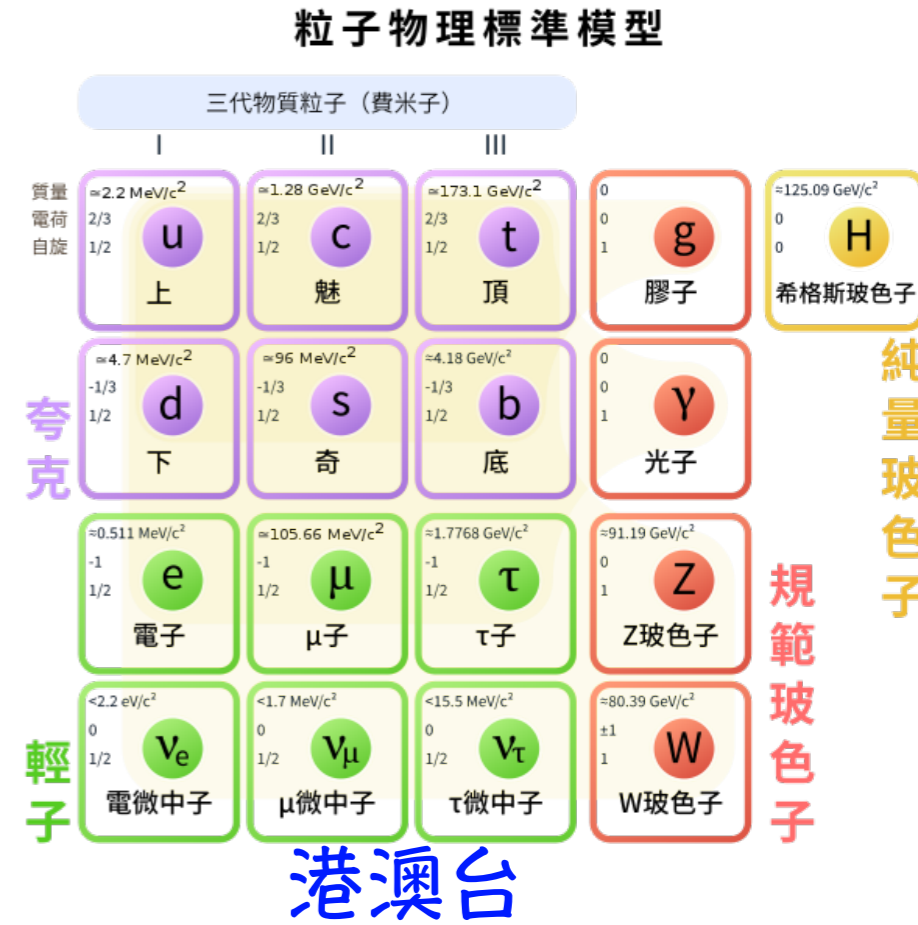 粒子物理標準模型
三代物質粒子（費米子）
I II III
質量
電荷
自旋
≃2.2 MeV/c²
2/3
1/2
u
上
≃1.28 GeV/c²
2/3
1/2
c
魅
≃173.1 GeV/c²
2/3
1/2
t
頂
0
0
1
g
膠子
≈125.09 GeV/c²
0
0
H
希格斯玻色子
夸克
≃4.7 MeV/c²
-1/3
1/2
d
下
≃96 MeV/c²
-1/3
1/2
s
奇
≈4.18 GeV/c²
-1/3
1/2
b
底
0
0
1
γ
光子
純量玻色子
≈0.511 MeV/c²
-1
1/2
e
電子
≃105.66 MeV/c²
-1
1/2
μ
μ子
≈1.7768 GeV/c²
-1
1/2
τ
τ子
≈91.19 GeV/c²
0
1
Z
Z玻色子
規範玻色子
輕子
<2.2 eV/c²
0
1/2
νe
電微中子
<1.7 MeV/c²
0
1/2
νμ
μ微中子
<15.5 MeV/c²
0
1/2
ντ
τ微中子
≈80.39 GeV/c²
±1
1
W
W玻色子
港澳台